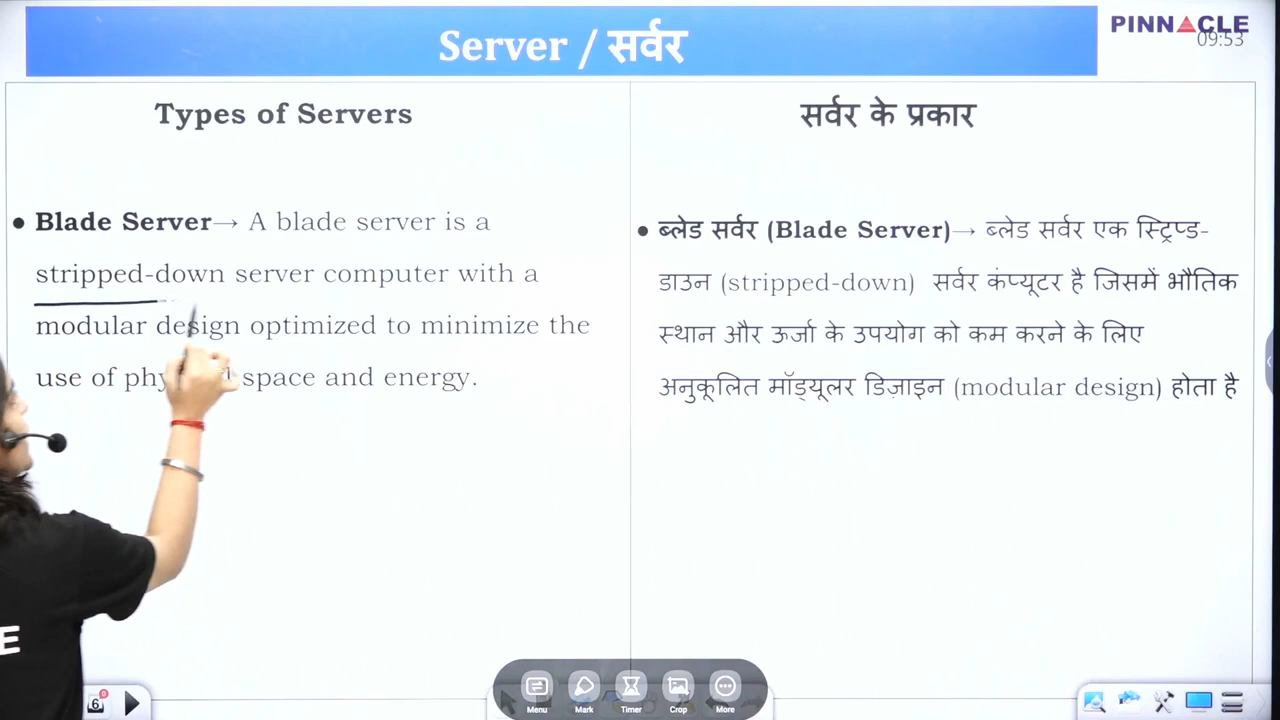 Server / सर्वर
PINNACLE
09:53
Types of Servers
• Blade Server→ A blade server is a
stripped-down server computer with a
modular design optimized to minimize the
use of space and energy.
सर्वर के प्रकार
• ब्लेड सर्वर (Blade Server)→ ब्लेड सर्वर एक स्ट्रिप्ड-
डाउन (stripped-down) सर्वर कंप्यूटर है जिसमें भौतिक
स्थान और ऊर्जा के उपयोग को कम करने के लिए
अनुकूलित मॉड्यूलर डिज़ाइन (modular design) होता है
E
6
0
Menu
Mark
Timer
Crop
More